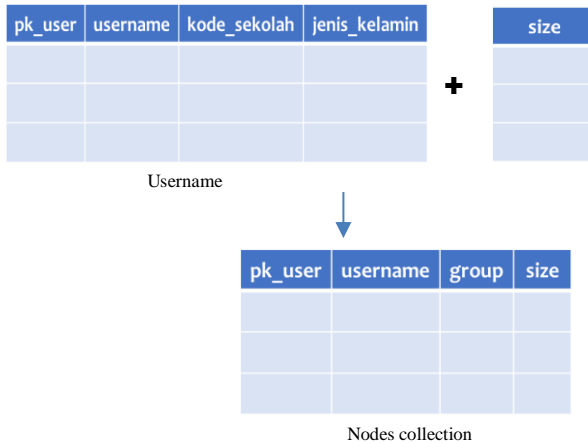 pk_user username kode_sekolah jenis_kelamin size
+
Username
pk_user username group size
Nodes collection